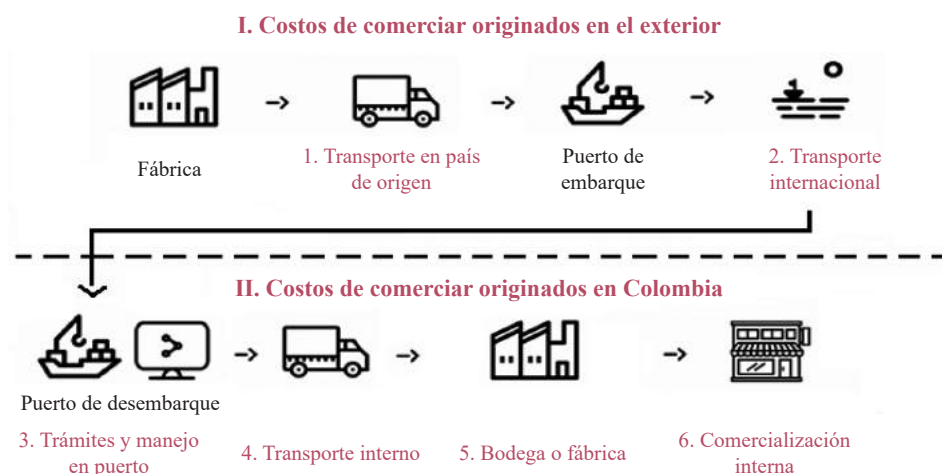 I. Costos de comerciar originados en el exterior
Fábrica
1. Transporte en país
de origen
Puerto de
embarque
2. Transporte
internacional
II. Costos de comerciar originados en Colombia
Puerto de desembarque
3. Trámites y manejo
en puerto
4. Transporte interno
5. Bodega o fábrica
6. Comercialización
interna